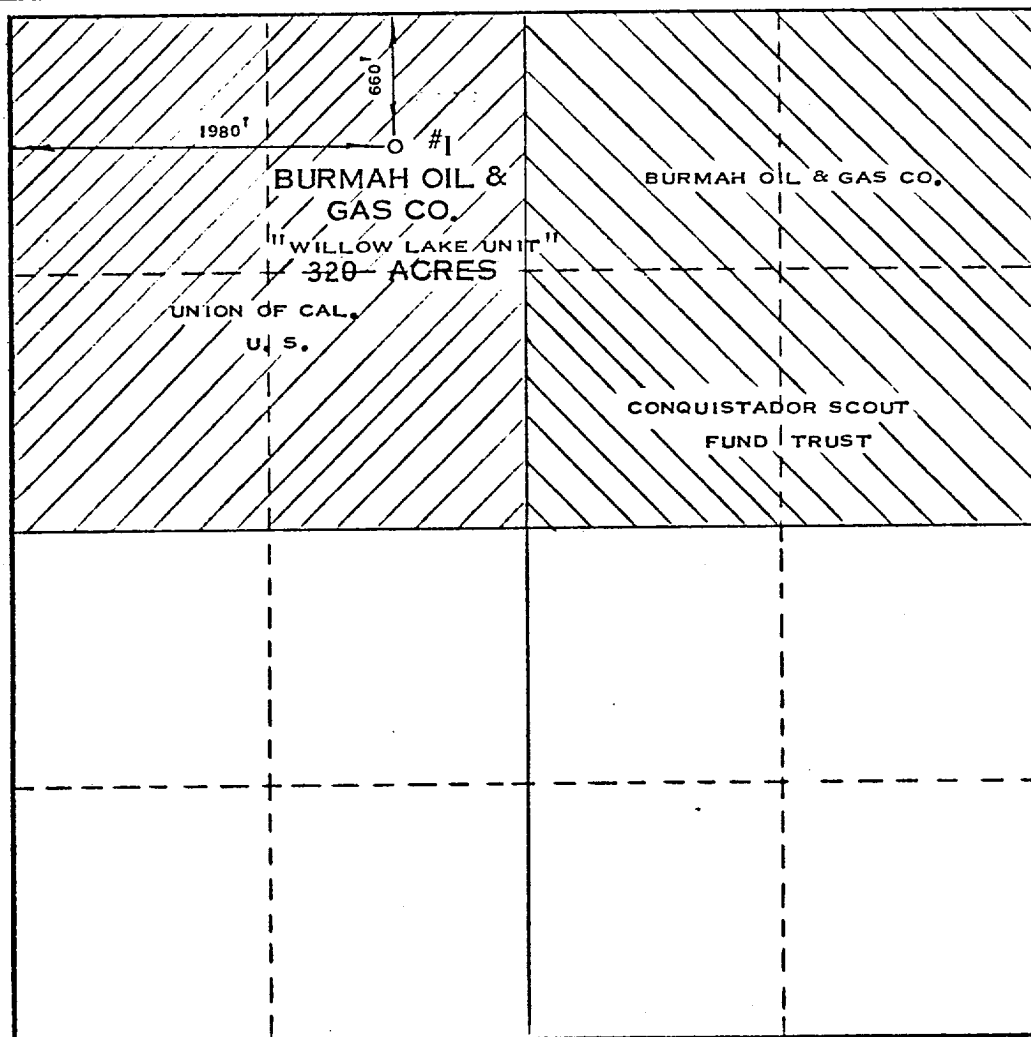 660'
1980'
#1
BURMAH OIL &
GAS CO.
"WILLOW LAKE UNIT"
320 ACRES
UNION OF CAL.
U. S.
BURMAH OIL & GAS CO.
CONQUISTADOR SCOUT
FUND TRUST